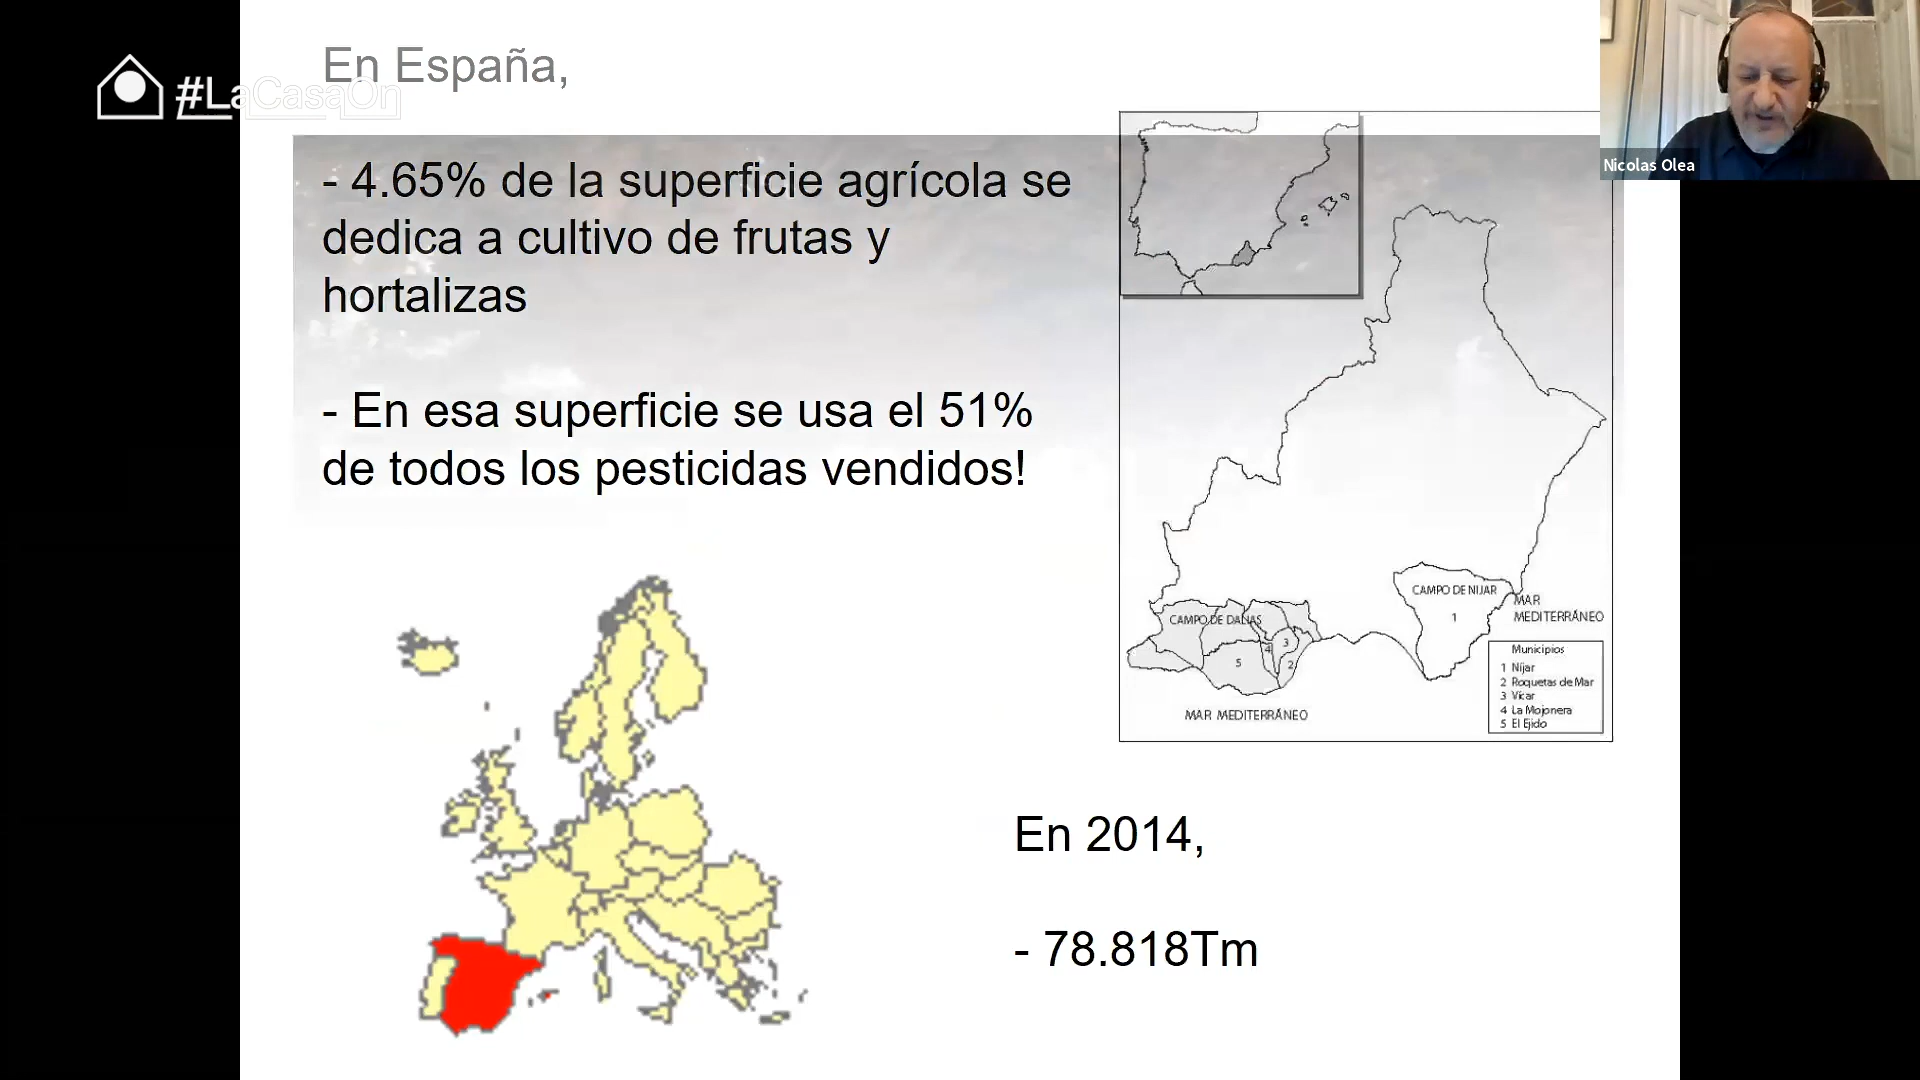 En España,
#LaCasaOn
Nicolas Olea
- 4.65% de la superficie agrícola se
dedica a cultivo de frutas y
hortalizas
- En esa superficie se usa el 51%
de todos los pesticidas vendidos!
CAMPO DE NIJAR
1
MAR
MEDITERRÁNEO
CAMPO DE DALIAS
3
4
5
2
MAR MEDITERRÁNEO
Municipios
1 Níjar
2 Roquetas de Mar
3 Vicar
4 La Mojonera
5 El Ejido
En 2014,
- 78.818Tm